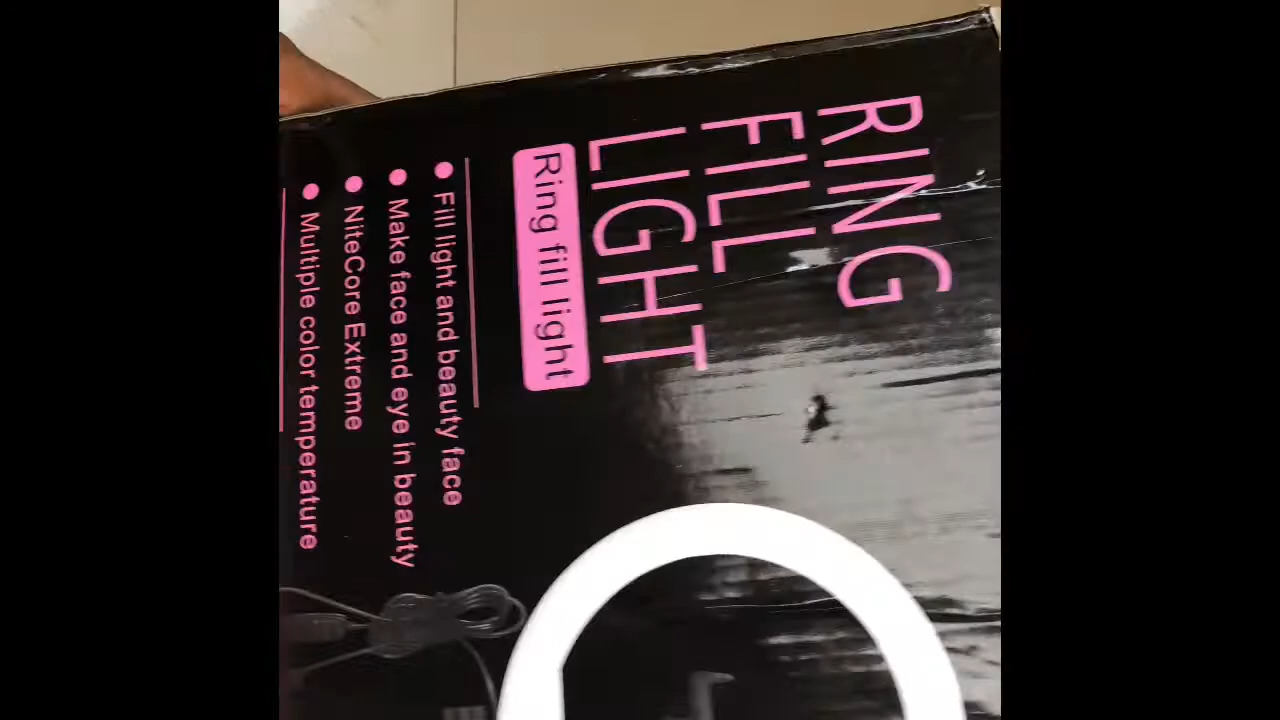 RING
FILL
LIGHT
Ring fill light
● Fill light and beauty face
● Make face and eye in beauty
● NiteCore Extreme
● Multiple color temperature